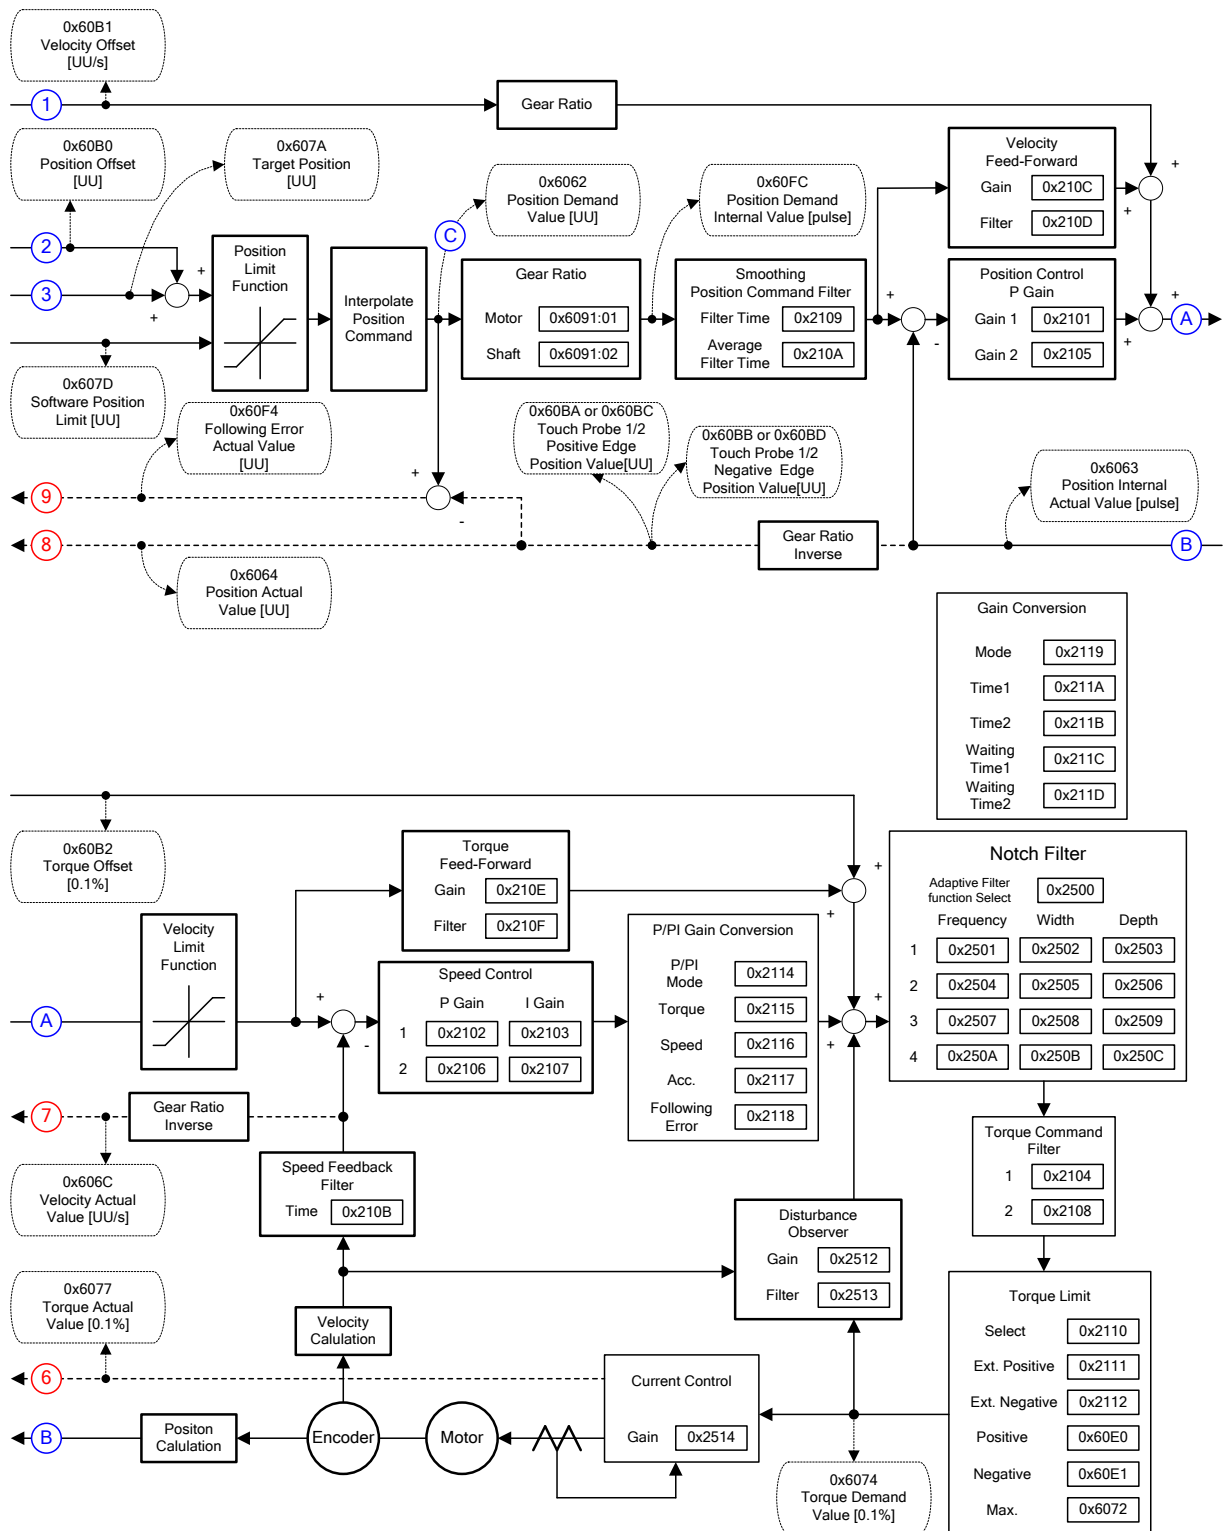 0x60B1
Velocity Offset
[UU/s]
1
Gear Ratio
0x60B0
Position Offset
[UU]
0x607A
Target Position
[UU]
0x6062
Position Demand
Value [UU]
0x60FC
Position Demand
Internal Value [pulse]
Velocity
Feed-Forward
Gain 0x210C
Filter 0x210D
+
+
C
2
3
+
+
Position
Limit
Function
Interpolate
Position
Command
Gear Ratio
Motor 0x6091:01
Shaft 0x6091:02
Smoothing
Position Command Filter
Filter Time 0x2109
Average
Filter Time 0x210A
+
-
Position Control
P Gain
Gain 1 0x2101
Gain 2 0x2105
+
+
A
0x607D
Software Position
Limit [UU]
0x60F4
Following Error
Actual Value
[UU]
0x60BA or 0x60BC
Touch Probe 1/2
Positive Edge
Position Value[UU]
0x60BB or 0x60BD
Touch Probe 1/2
Negative Edge
Position Value[UU]
0x6063
Position Internal
Actual Value [pulse]
9
+
-
8
Gear Ratio
Inverse
B
0x6064
Position Actual
Value [UU]
Gain Conversion
Mode 0x2119
Time1 0x211A
Time2 0x211B
Waiting
Time1 0x211C
Waiting
Time2 0x211D
0x60B2
Torque Offset
[0.1%]
Torque
Feed-Forward
Gain 0x210E
Filter 0x210F
+
+
Notch Filter
Adaptive Filter
function Select 0x2500
Frequency Width Depth
1 0x2501 0x2502 0x2503
2 0x2504 0x2505 0x2506
3 0x2507 0x2508 0x2509
4 0x250A 0x250B 0x250C
Velocity
Limit
Function
A
+
-
Speed Control
P Gain I Gain
1 0x2102 0x2103
2 0x2106 0x2107
P/PI Gain Conversion
P/PI
Mode 0x2114
Torque 0x2115
Speed 0x2116
Acc. 0x2117
Following
Error 0x2118
+
+
7
Gear Ratio
Inverse
0x606C
Velocity Actual
Value [UU/s]
Speed Feedback
Filter
Time 0x210B
Torque Command
Filter
1 0x2104
2 0x2108
Disturbance
Observer
Gain 0x2512
Filter 0x2513
0x6077
Torque Actual
Value [0.1%]
Velocity
Calulation
6
Current Control
Gain 0x2514
B
Positon
Calulation
Encoder
Motor
0x6074
Torque Demand
Value [0.1%]
Torque Limit
Select 0x2110
Ext. Positive 0x2111
Ext. Negative 0x2112
Positive 0x60E0
Negative 0x60E1
Max. 0x6072